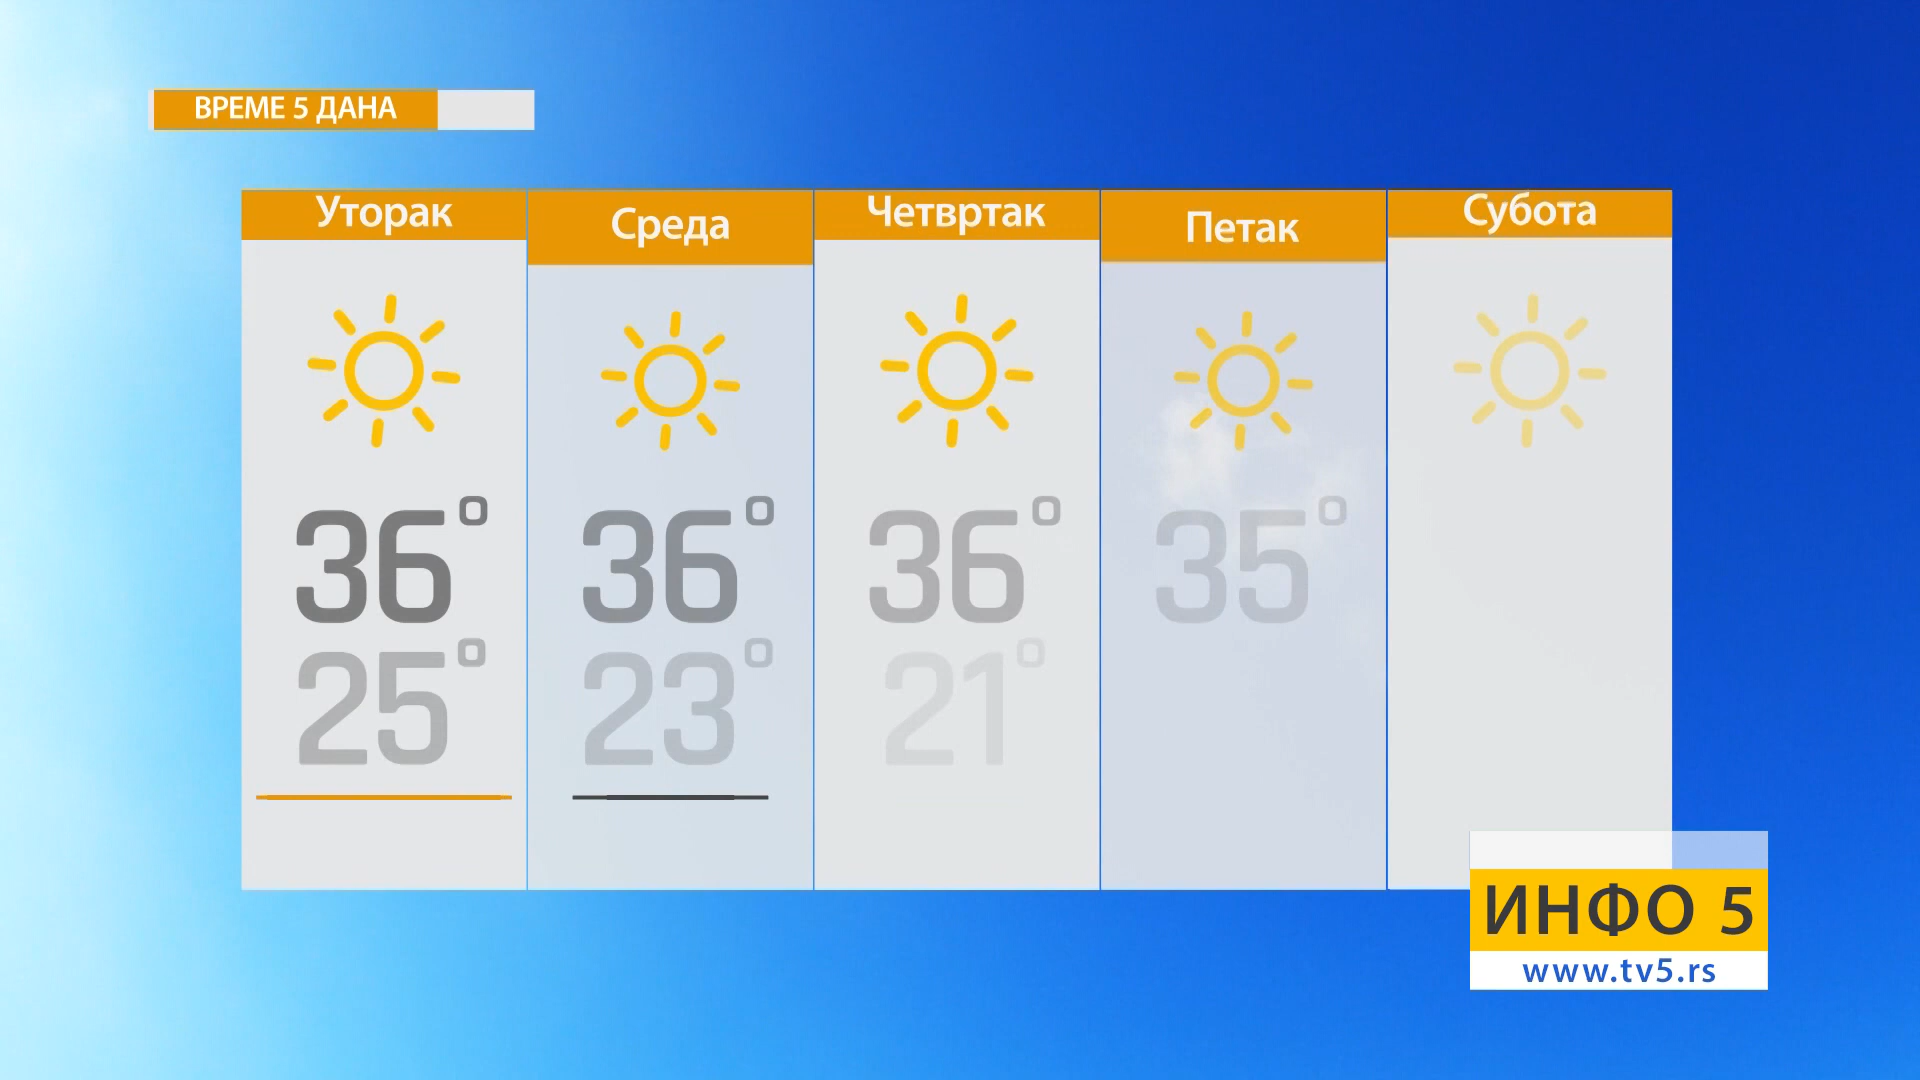 ВРЕМЕ 5 ДАНА
Уторак
36°
25°
Среда
36°
23°
Четвртак
36°
21°
Петак
35°
Субота
ИНФО 5
www.tv5.rs